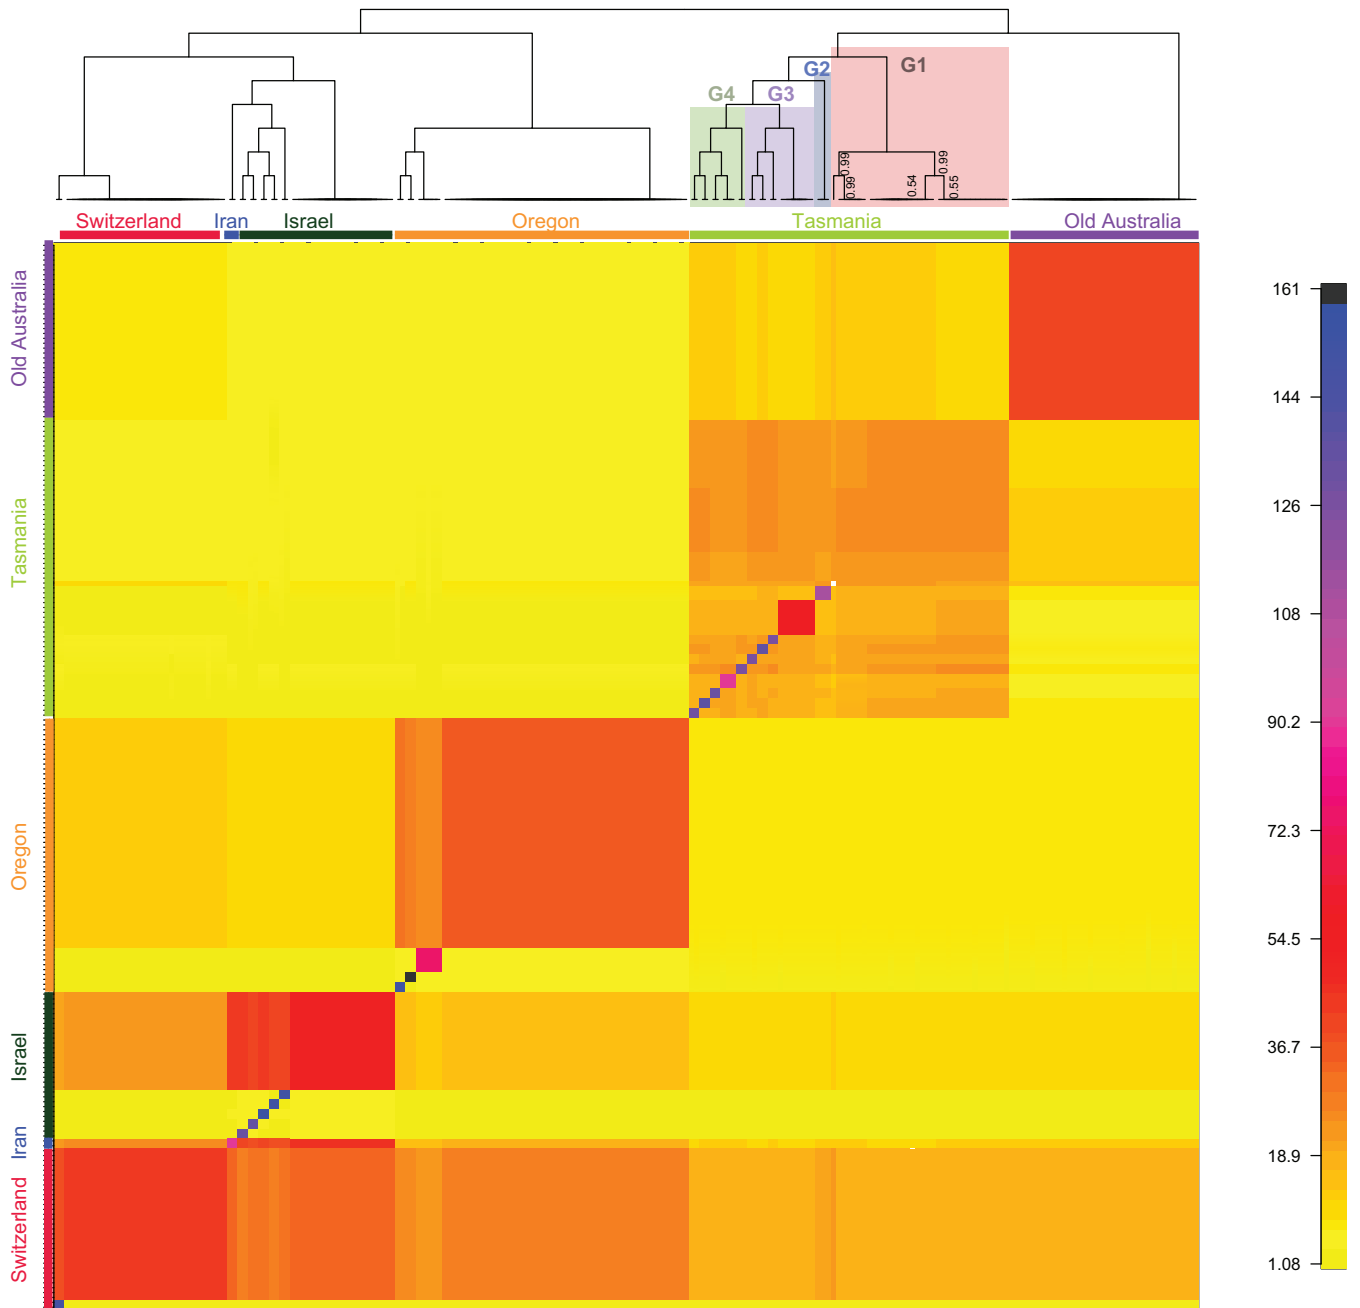 G4
G3
G2
G1
0.99
0.99
0.54
0.99
0.55
Switzerland
Iran
Israel
Oregon
Tasmania
Old Australia
Old Australia
Tasmania
Oregon
Israel
Iran
Switzerland
161
144
126
108
90.2
72.3
54.5
36.7
18.9
1.08